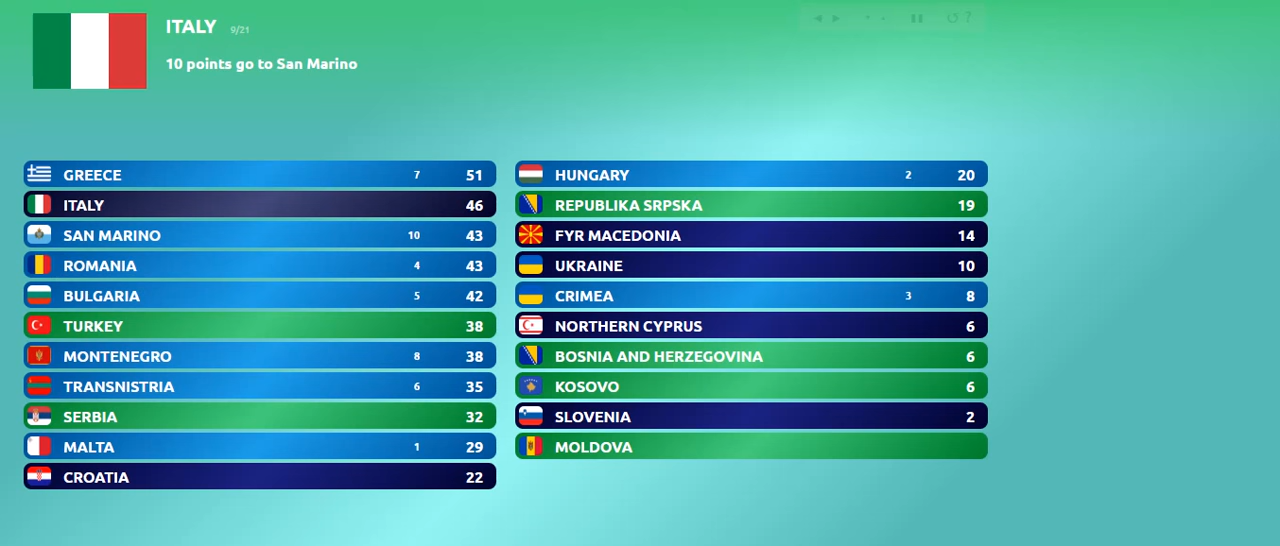 ITALY 9/21
10 points go to San Marino
GREECE 7 51
ITALY 46
SAN MARINO 10 43
ROMANIA 4 43
BULGARIA 5 42
TURKEY 38
MONTENEGRO 8 38
TRANSNISTRIA 6 35
SERBIA 32
MALTA 1 29
CROATIA 22
HUNGARY 2 20
REPUBLIKA SRPSKA 19
FYR MACEDONIA 14
UKRAINE 10
CRIMEA 3 8
NORTHERN CYPRUS 6
BOSNIA AND HERZEGOVINA 6
KOSOVO 6
SLOVENIA 2
MOLDOVA